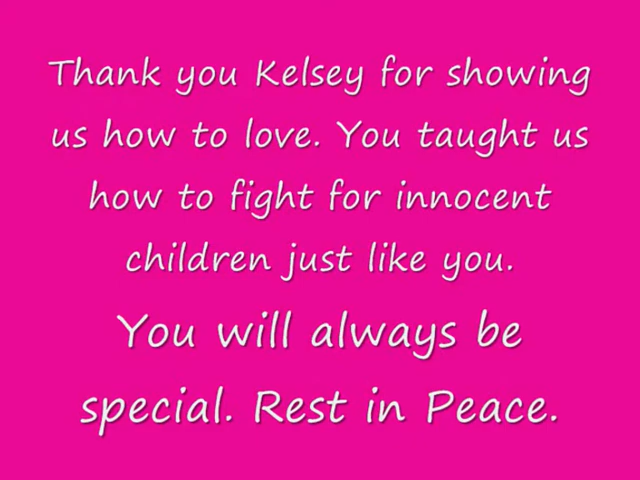 Thank you Kelsey for showing
us how to love. You taught us
how to fight for innocent
children just like you.
You will always be
special. Rest in Peace.